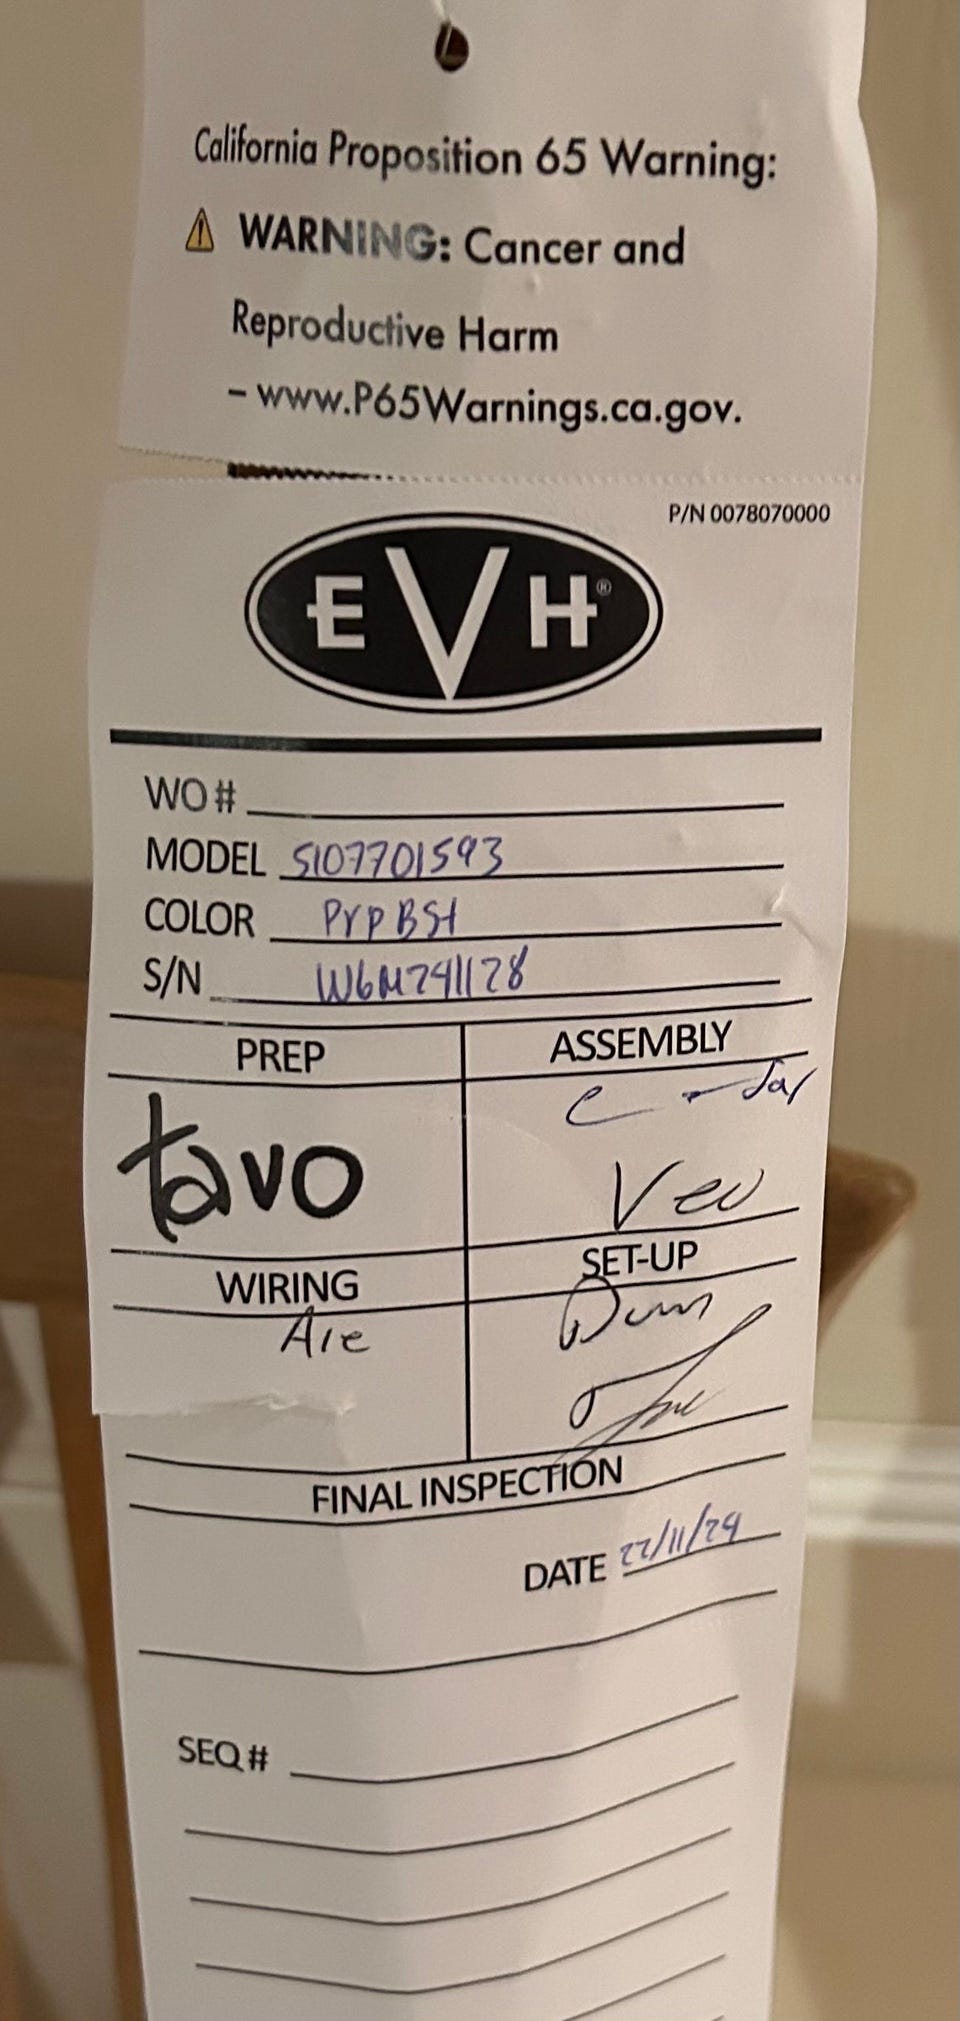 California Proposition 65 Warning:
⚠ WARNING: Cancer and
Reproductive Harm
– www.P65Warnings.ca.gov.
P/N 0078070000
EVH®
WO#
MODEL 5107701593
COLOR PrpBSt
S/N W6M241128
PREP
ASSEMBLY
tavo
WIRING
SET-UP
Ale
FINAL INSPECTION
DATE 22/11/24
SEQ#